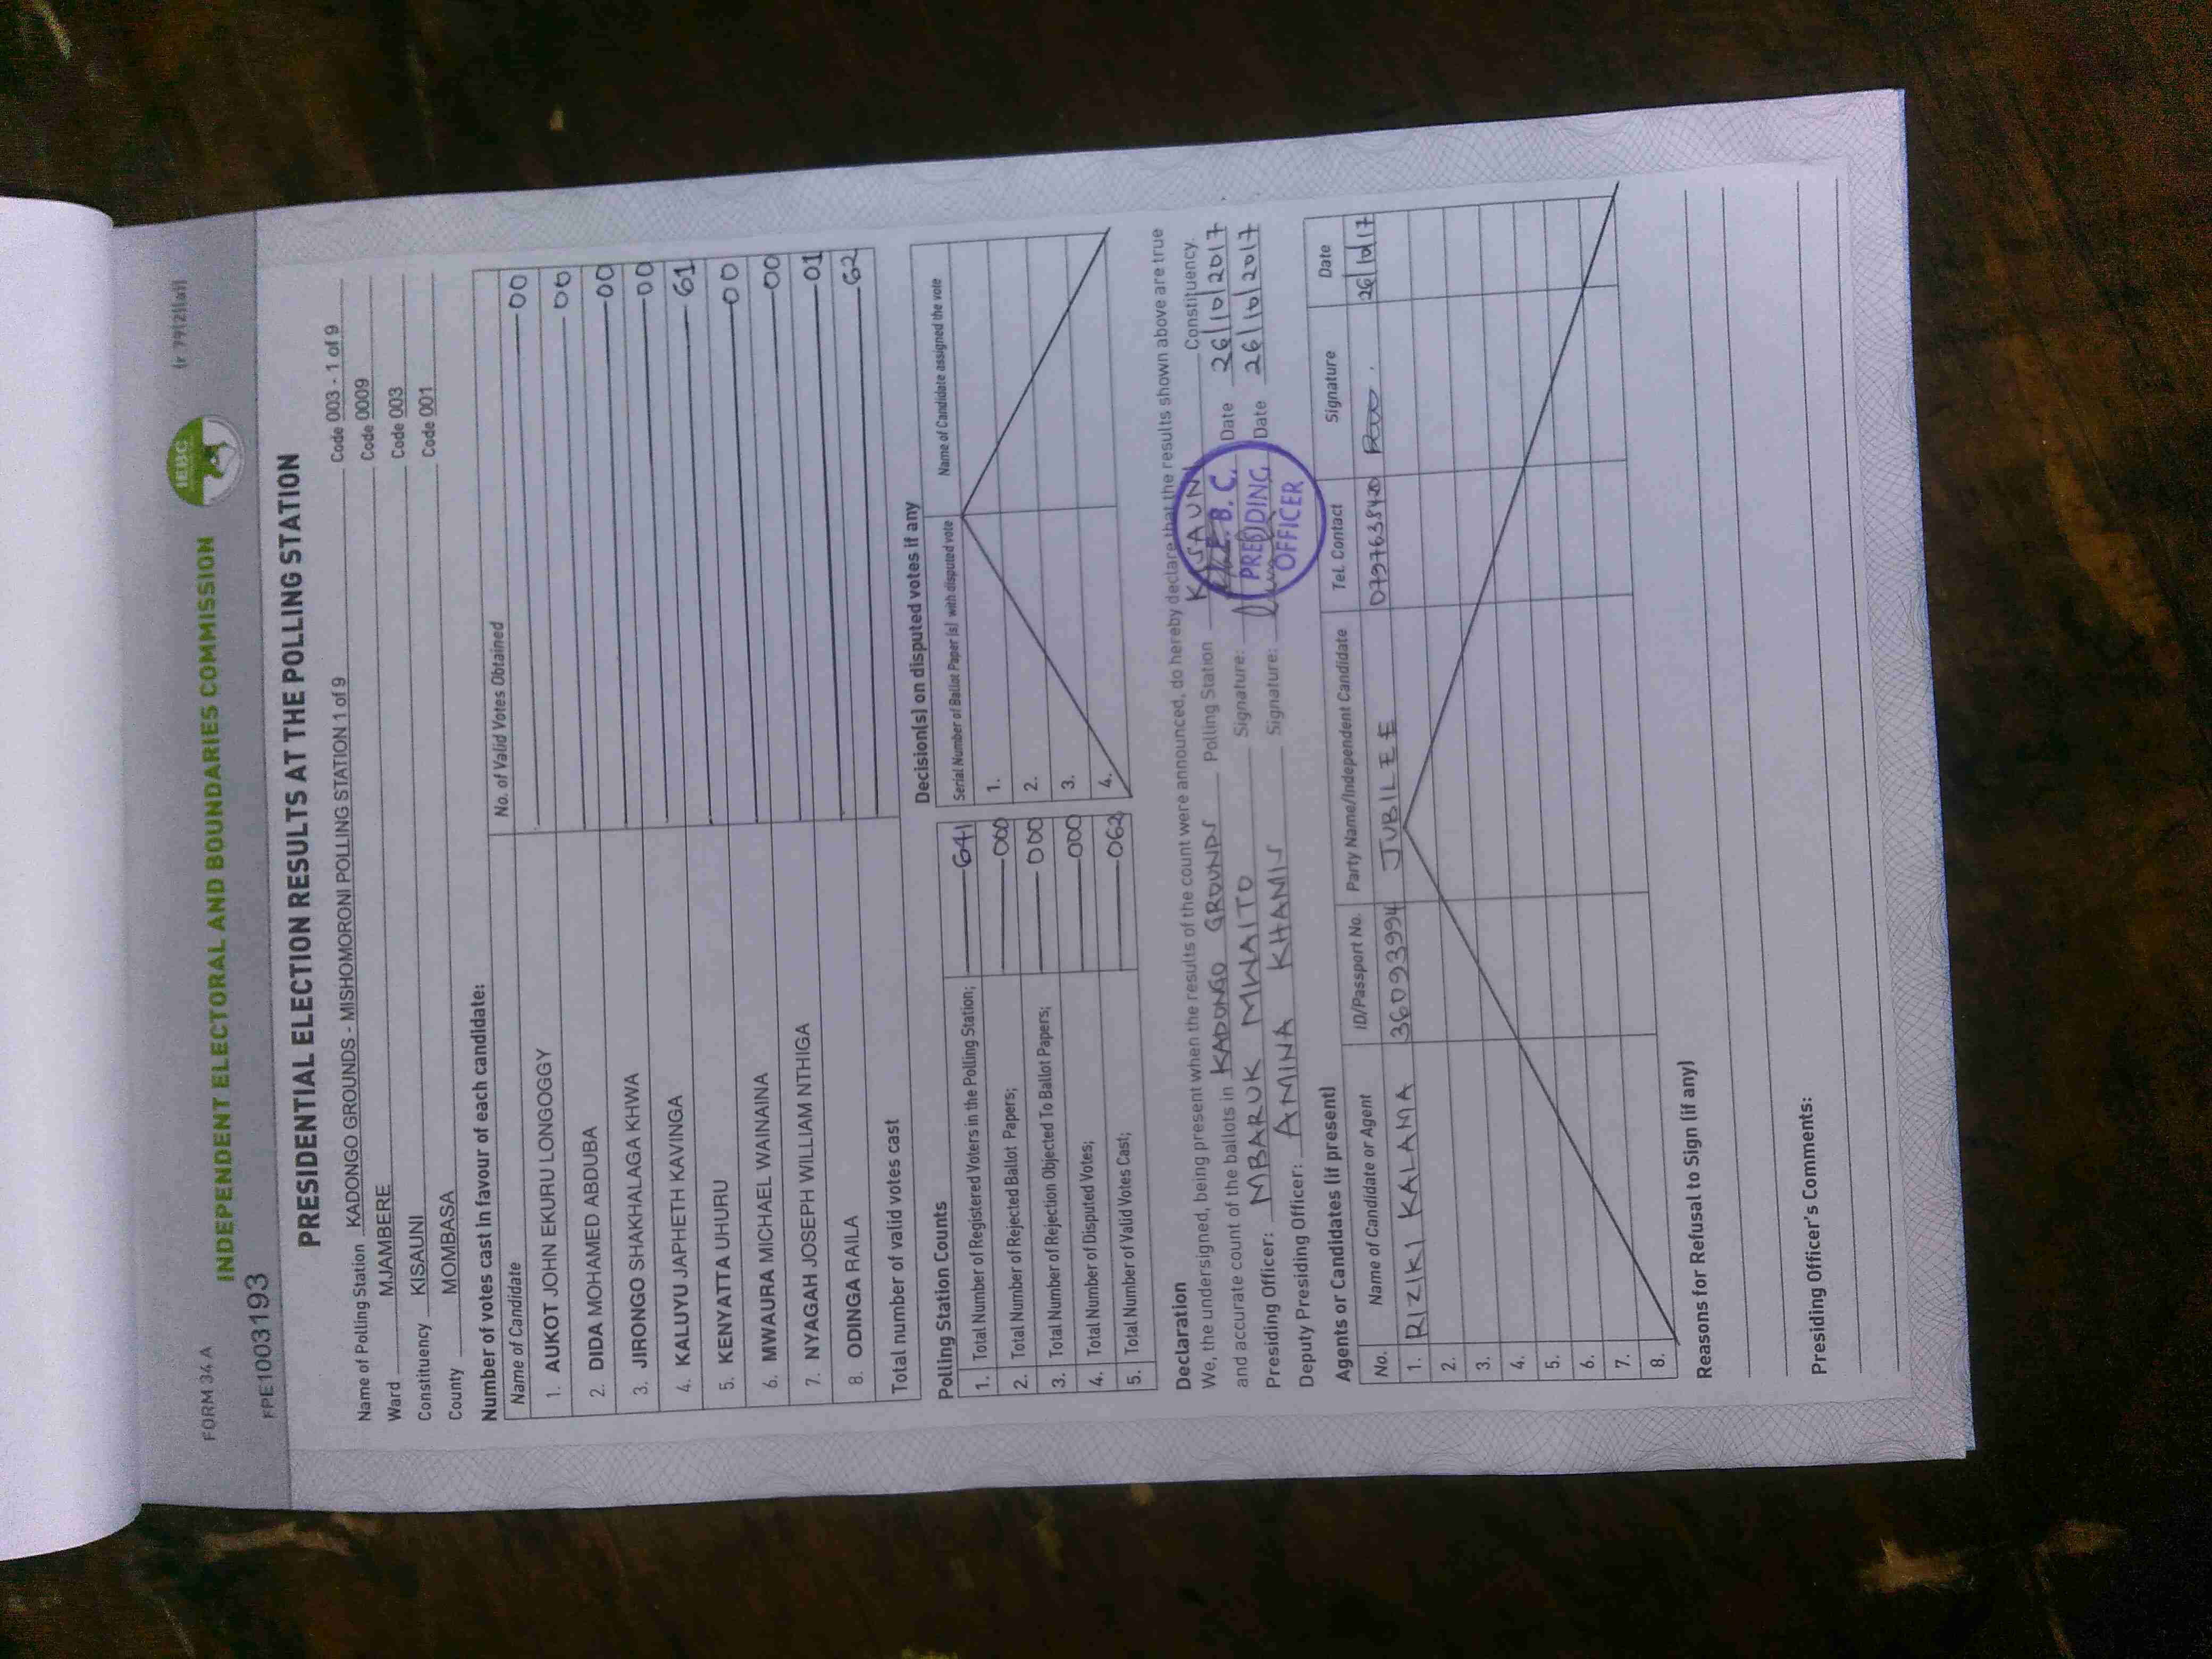 FORM 34 A
(r 79(2)(a))
IEBC
INDEPENDENT ELECTORAL AND BOUNDARIES COMMISSION
FPE1003193
PRESIDENTIAL ELECTION RESULTS AT THE POLLING STATION
Name of Polling Station KADONGO GROUNDS - MISHOMORONI POLLING STATION 1 of 9 Code 003 - 1 of 9
Ward MJAMBERE Code 0009
Constituency KISAUNI Code 003
County MOMBASA Code 001
Number of votes cast in favour of each candidate:
Name of Candidate No. of Valid Votes Obtained
1. AUKOT JOHN EKURU LONGOGGY 00
2. DIDA MOHAMED ABDUBA 00
3. JIRONGO SHAKHALAGA KHWA 00
4. KALUYU JAPHETH KAVINGA 00
5. KENYATTA UHURU 61
6. MWAURA MICHAEL WAINAINA 00
7. NYAGAH JOSEPH WILLIAM NTHIGA 00
8. ODINGA RAILA 01
Total number of valid votes cast 62
Polling Station Counts
1. Total Number of Registered Voters in the Polling Station; 641
2. Total Number of Rejected Ballot Papers; 000
3. Total Number of Rejection Objected To Ballot Papers; 000
4. Total Number of Disputed Votes; 000
5. Total Number of Valid Votes Cast; 062
Decision(s) on disputed votes if any
Serial Number of Ballot Paper (s) with disputed vote Name of Candidate assigned the vote
1.
2.
3.
4.
Declaration
We, the undersigned, being present when the results of the count were announced, do hereby declare that the results shown above are true
and accurate count of the ballots in KADONGO GROUNDS Polling Station KISAUNI Constituency.
Presiding Officer: MBARUK MWAITO Signature: Date 26/10/2017
Deputy Presiding Officer: AMINA KHAMIS Signature: Date 26/10/2017
I.E.B.C.
PRESIDING
OFFICER
Agents or Candidates (if present)
No. Name of Candidate or Agent ID/Passport No. Party Name/Independent Candidate Tel. Contact Signature Date
1. RIZIKI KALAMA 36093994 JUBILEE 0797638420 26/10/17
2.
3.
4.
5.
6.
7.
8.
Reasons for Refusal to Sign (if any)
Presiding Officer's Comments: